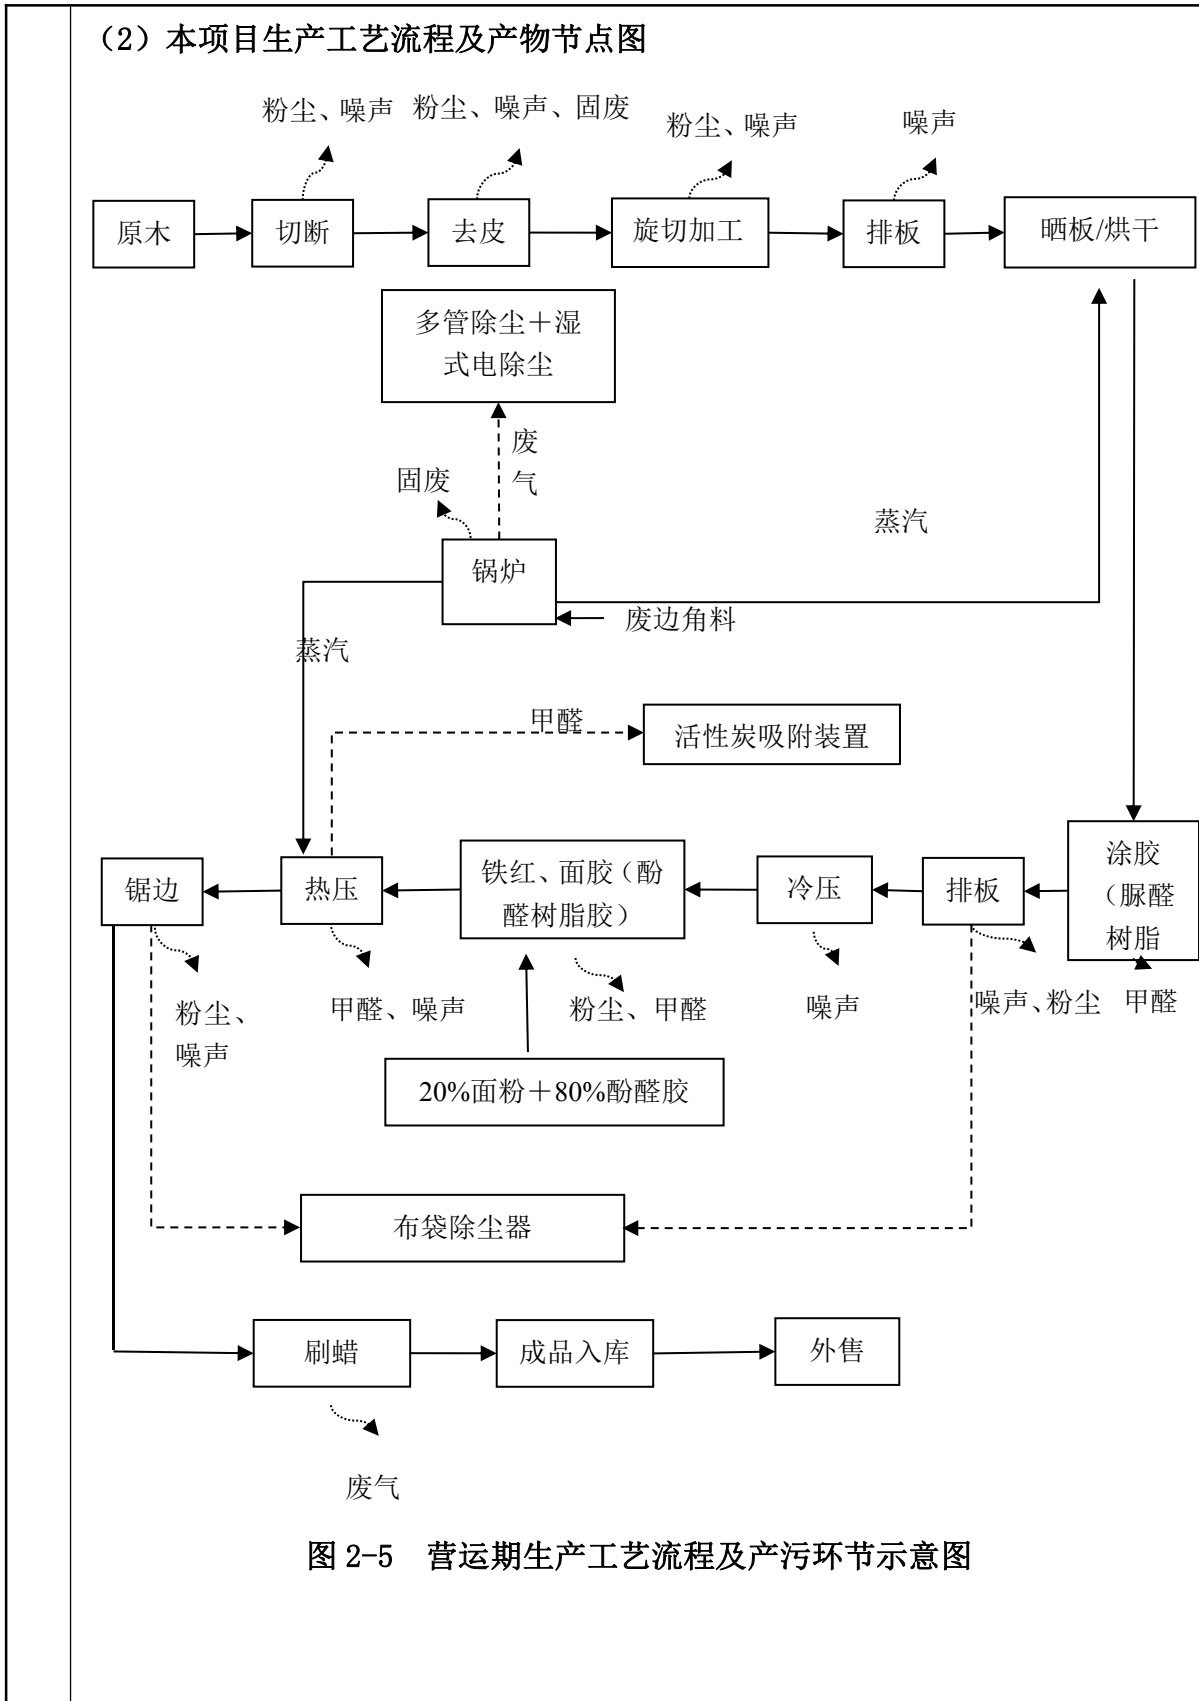 （2）本项目生产工艺流程及产物节点图
粉尘、噪声
粉尘、噪声、固废
粉尘、噪声
噪声
原木
切断
去皮
旋切加工
排板
晒板/烘干
多管除尘＋湿
式电除尘
废
气
固废
蒸汽
锅炉
废边角料
蒸汽
甲醛
活性炭吸附装置
锯边
热压
铁红、面胶（酚
醛树脂胶）
冷压
排板
涂胶
（脲醛
树脂
粉尘、
噪声
甲醛、噪声
粉尘、甲醛
噪声
噪声、粉尘
甲醛
20%面粉＋80%酚醛胶
布袋除尘器
刷蜡
成品入库
外售
废气
图 2-5 营运期生产工艺流程及产污环节示意图